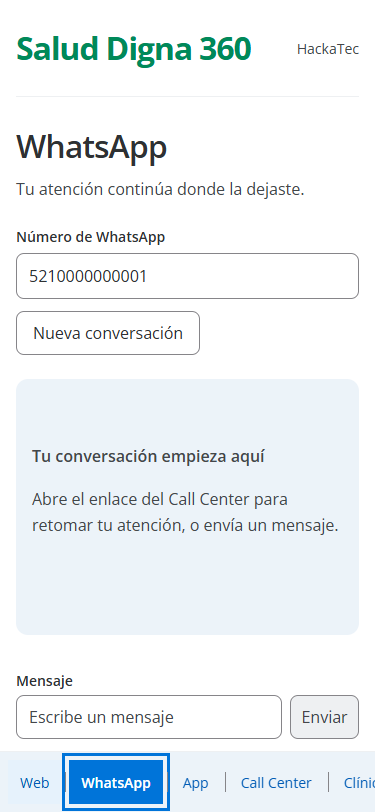 Salud Digna 360
HackaTec
WhatsApp
Tu atención continúa donde la dejaste.
Número de WhatsApp
5210000000001
Nueva conversación
Tu conversación empieza aquí
Abre el enlace del Call Center para
retomar tu atención, o envía un mensaje.
Mensaje
Escribe un mensaje
Enviar
Web
WhatsApp
App
Call Center